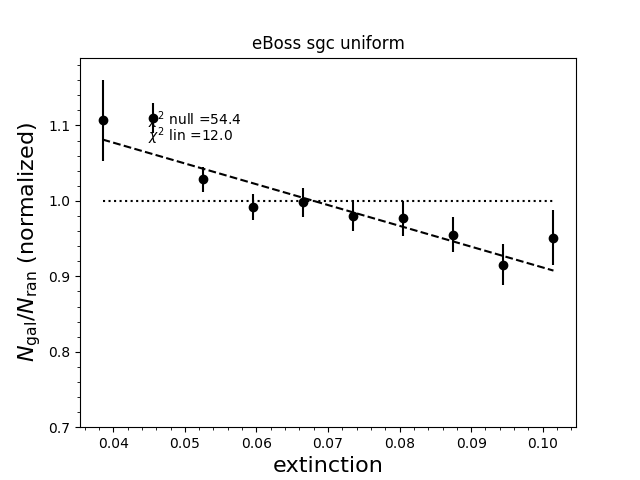 eBoss sgc uniform
χ² null =54.4
χ² lin =12.0
N_gal/N_ran (normalized)
1.1
1.0
0.9
0.8
0.7
0.04 0.05 0.06 0.07 0.08 0.09 0.10
extinction